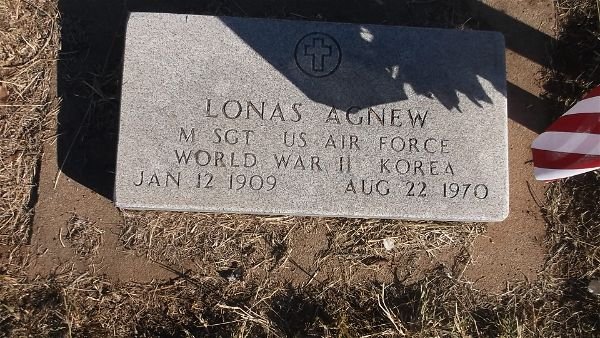 LONAS AGNEW
M SGT US AIR FORCE
WORLD WAR II KOREA
JAN 12 1909 AUG 22 1970